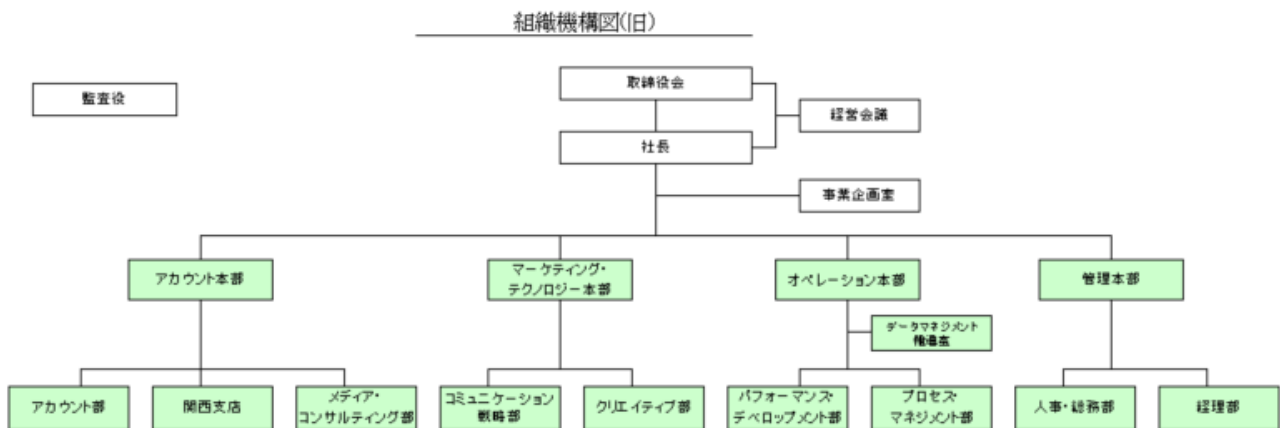 組織機構図(旧)
取締役会
監査役
経営会議
社長
事業企画室
アカウント本部
マーケティング・
テクノロジー本部
オペレーション本部
管理本部
データマネジメント
推進室
アカウント部
関西支店
メディア・
コンサルティング部
コミュニケーション
戦略部
クリエイティブ部
パフォーマンス
デベロップメント部
プロセス
マネジメント部
人事・総務部
経理部